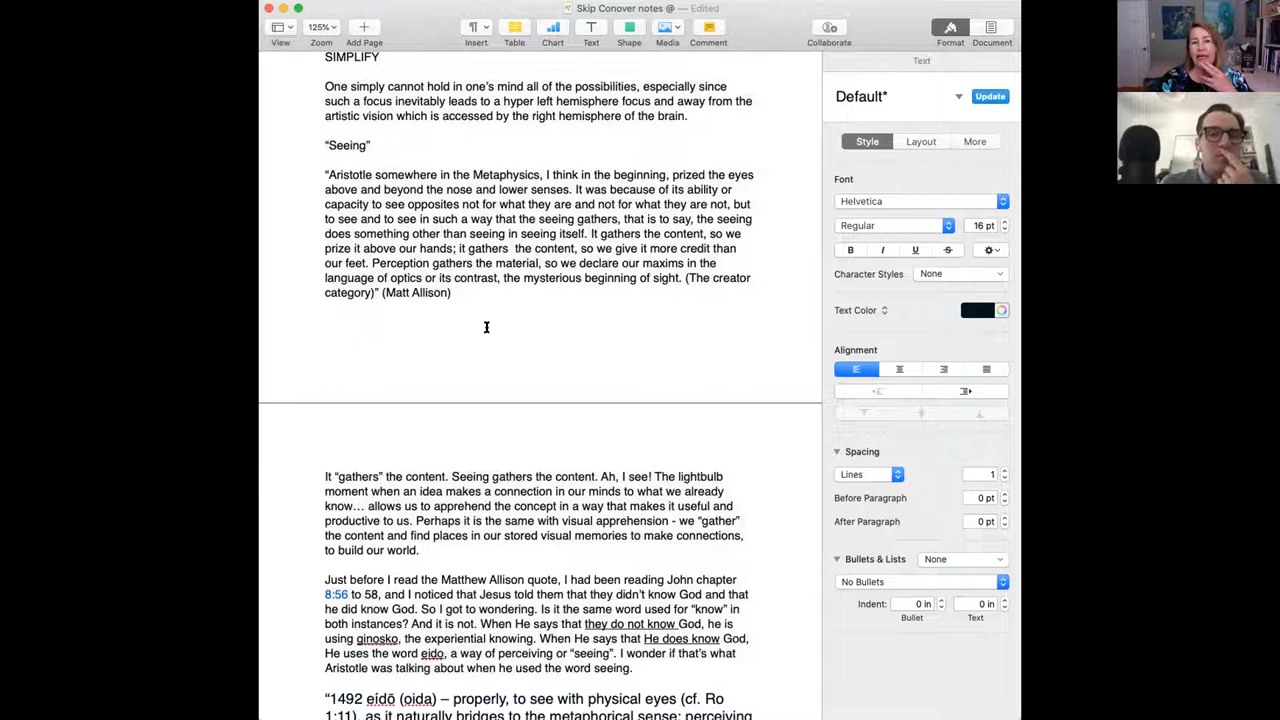 Skip Conover notes @ — Edited
125%
View
Zoom
Add Page
Insert
Table
Chart
Text
Shape
Media
Comment
Collaborate
Format
Document
SIMPLIFY
One simply cannot hold in one's mind all of the possibilities, especially since
such a focus inevitably leads to a hyper left hemisphere focus and away from the
artistic vision which is accessed by the right hemisphere of the brain.
“Seeing”
“Aristotle somewhere in the Metaphysics, I think in the beginning, prized the eyes
above and beyond the nose and lower senses. It was because of its ability or
capacity to see opposites not for what they are and not for what they are not, but
to see and to see in such a way that the seeing gathers, that is to say, the seeing
does something other than seeing in seeing itself. It gathers the content, so we
prize it above our hands; it gathers  the content, so we give it more credit than
our feet. Perception gathers the material, so we declare our maxims in the
language of optics or its contrast, the mysterious beginning of sight. (The creator
category)” (Matt Allison)
It “gathers” the content. Seeing gathers the content. Ah, I see! The lightbulb
moment when an idea makes a connection in our minds to what we already
know… allows us to apprehend the concept in a way that makes it useful and
productive to us. Perhaps it is the same with visual apprehension - we “gather”
the content and find places in our stored visual memories to make connections,
to build our world.
Just before I read the Matthew Allison quote, I had been reading John chapter
8:56 to 58, and I noticed that Jesus told them that they didn't know God and that
he did know God. So I got to wondering. Is it the same word used for “know” in
both instances? And it is not. When He says that they do not know God, he is
using ginosko, the experiential knowing. When He says that He does know God,
He uses the word eido, a way of perceiving or “seeing”. I wonder if that's what
Aristotle was talking about when he used the word seeing.
“1492 eídō (oida) – properly, to see with physical eyes (cf. Ro
1:11), as it naturally bridges to the metaphorical sense: perceiving
Text
Default*
Update
Style
Layout
More
Font
Helvetica
Regular
16 pt
B
I
U
S
Character Styles
None
Text Color
Alignment
Spacing
Lines
1
Before Paragraph
0 pt
After Paragraph
0 pt
Bullets & Lists
None
No Bullets
Indent:
0 in
0 in
Bullet
Text